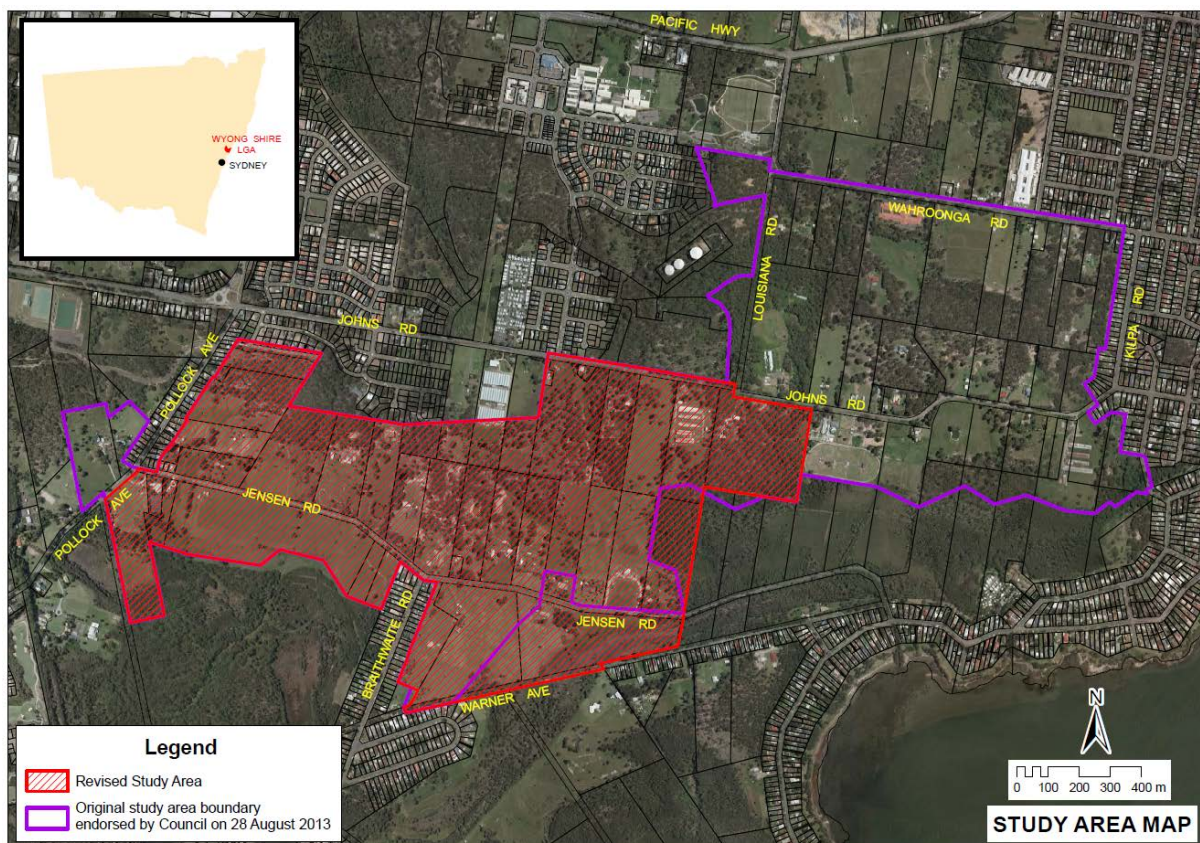 PACIFIC HWY
WYONG SHIRE
LGA
SYDNEY
WAHROONGA RD
LOUISIANA RD
KILPA RD
JOHNS RD
POLLOCK AVE
JOHNS RD
JENSEN RD
POLLOCK AVE
BRAITHWAITE RD
JENSEN RD
WARNER AVE
Legend
Revised Study Area
Original study area boundary
endorsed by Council on 28 August 2013
N
0 100 200 300 400 m
STUDY AREA MAP